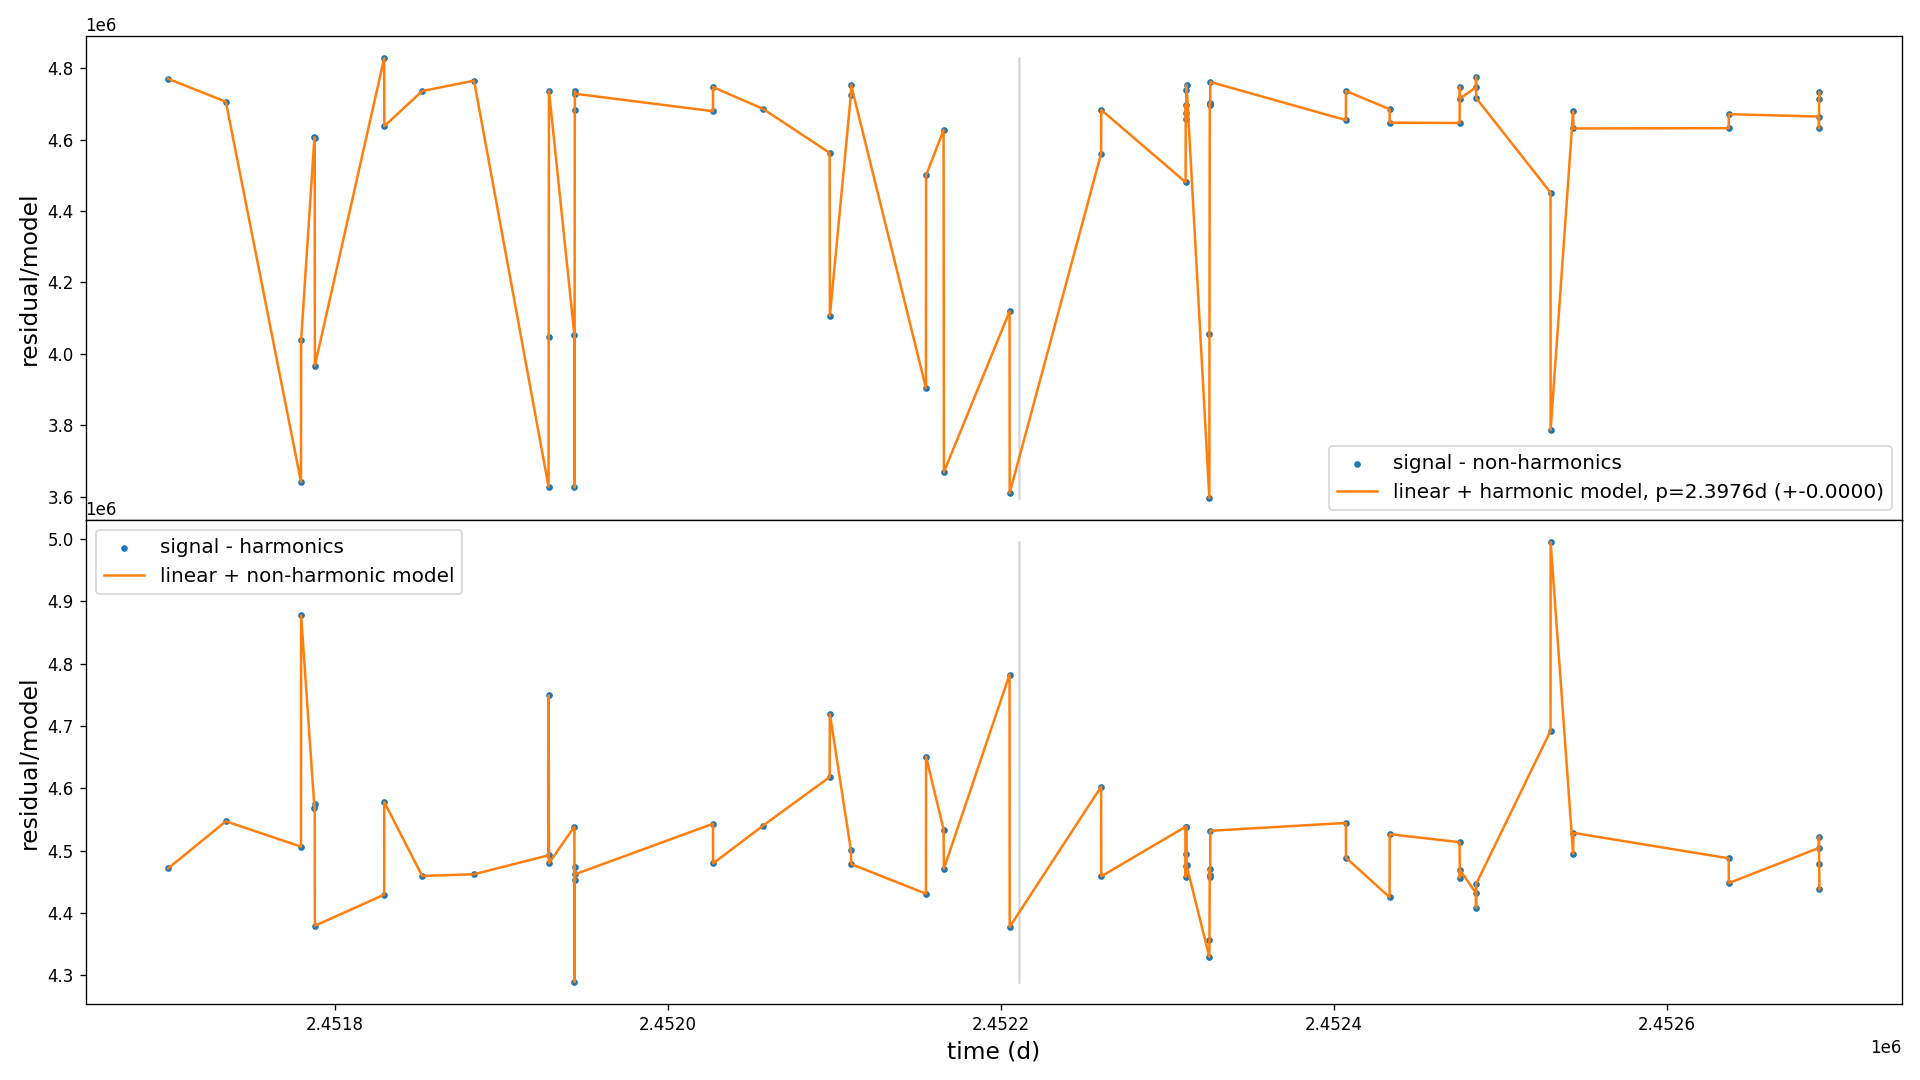 1e6
4.8
4.6
4.4
4.2
4.0
3.8
3.6
residual/model
signal - non-harmonics
linear + harmonic model, p=2.3976d (+-0.0000)
1e6
5.0
4.9
4.8
4.7
4.6
4.5
4.4
4.3
residual/model
signal - harmonics
linear + non-harmonic model
2.4518
2.4520
2.4522
2.4524
2.4526
time (d)
1e6